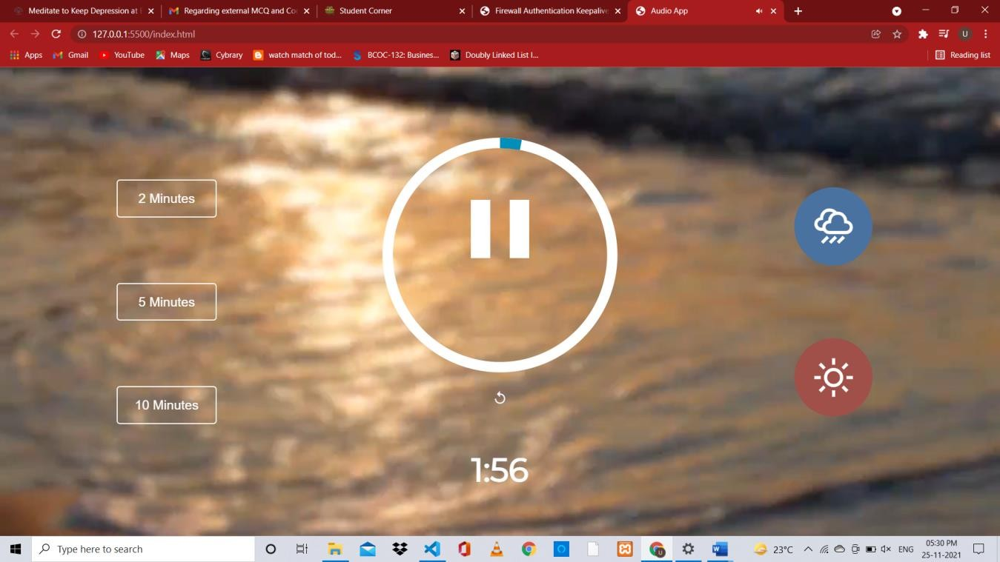 Meditate to Keep Depression at
Regarding external MCQ and Co
Student Corner
Firewall Authentication Keepalive
Audio App
127.0.0.1:5500/index.html
U
Apps
Gmail
YouTube
Maps
Cybrary
watch match of tod...
BCOC-132: Busines...
Doubly Linked List I...
Reading list
2 Minutes
5 Minutes
10 Minutes
1:56
Type here to search
23°C
ENG
05:30 PM
25-11-2021